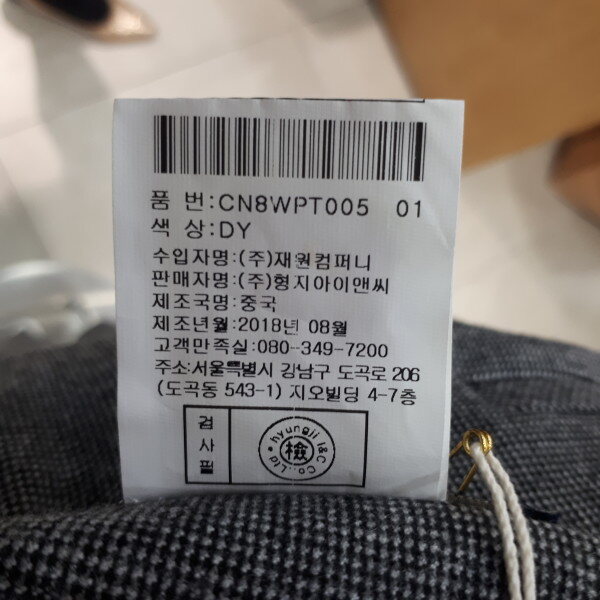 품 번:CN8WPT005 01
색 상:DY
수입자명:(주)재원컴퍼니
판매자명:(주)형지아이앤씨
제조국명:중국
제조년월:2018년 08월
고객만족실:080-349-7200
주소:서울특별시 강남구 도곡로 206
(도곡동 543-1) 지오빌딩 4-7층
검사필
hyungji I&C Co.,Ltd
檢